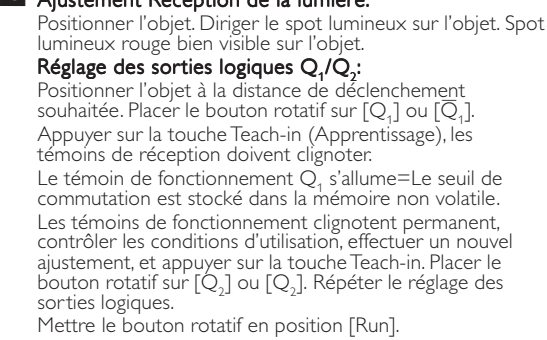 Ajustement Réception de la lumière:
Positionner l’objet. Diriger le spot lumineux sur l’objet. Spot
lumineux rouge bien visible sur l’objet.
Réglage des sorties logiques Q₁/Q₂:
Positionner l’objet à la distance de déclenchement
souhaitée. Placer le bouton rotatif sur [Q₁] ou [Q̅₁].
Appuyer sur la touche Teach-in (Apprentissage), les
témoins de réception doivent clignoter.
Le témoin de fonctionnement Q₁ s’allume=Le seuil de
commutation est stocké dans la mémoire non volatile.
Les témoins de fonctionnement clignotent permanent,
contrôler les conditions d’utilisation, effectuer un nouvel
ajustement, et appuyer sur la touche Teach-in. Placer le
bouton rotatif sur [Q̅₂] ou [Q₂]. Répéter le réglage des
sorties logiques.
Mettre le bouton rotatif en position [Run].